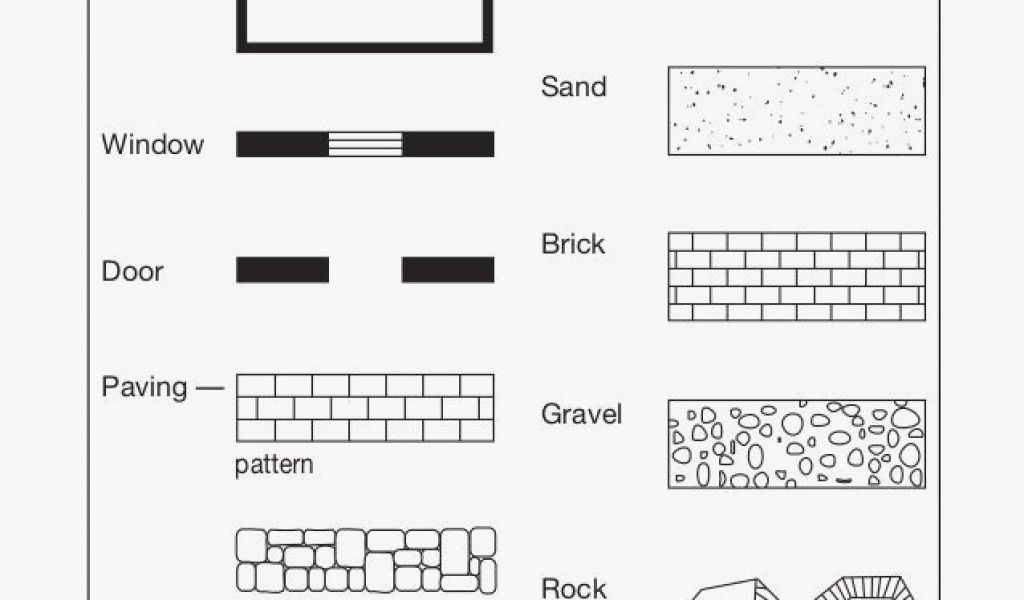 Window
Door
Paving —
pattern
Sand
Brick
Gravel
Rock